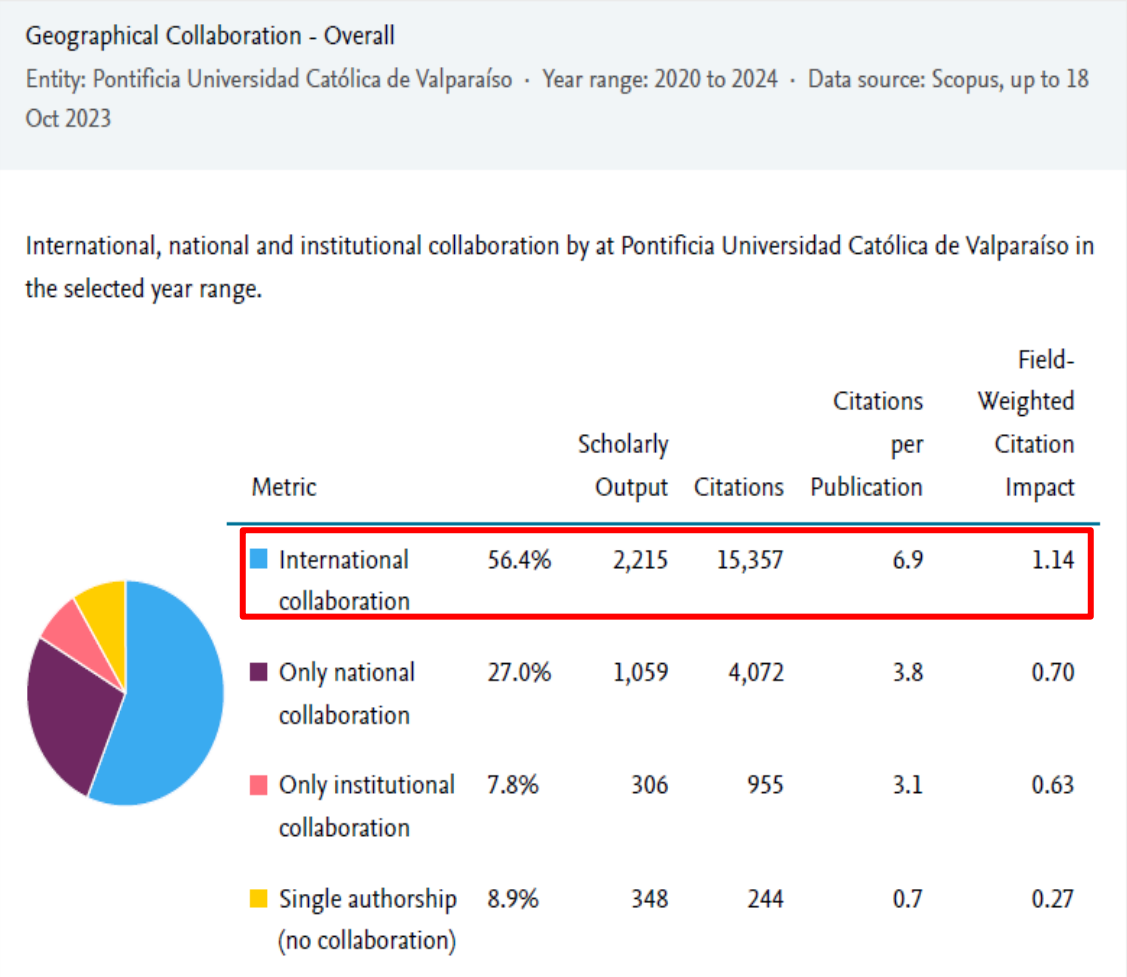 Geographical Collaboration - Overall
Entity: Pontificia Universidad Católica de Valparaíso · Year range: 2020 to 2024 · Data source: Scopus, up to 18
Oct 2023
International, national and institutional collaboration by at Pontificia Universidad Católica de Valparaíso in
the selected year range.
Field-
Citations Weighted
Scholarly per Citation
Metric Output Citations Publication Impact
International 56.4% 2,215 15,357 6.9 1.14
collaboration
Only national 27.0% 1,059 4,072 3.8 0.70
collaboration
Only institutional 7.8% 306 955 3.1 0.63
collaboration
Single authorship 8.9% 348 244 0.7 0.27
(no collaboration)